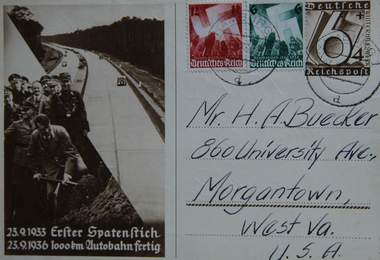 Deutsches Reich
Deutsches Reich
Deutsche
6+4
Reichspost
Mr. H. A. Buecker
860 University Ave.,
Morgantown,
West Va.
U.S.A.
23.9.1933 Erster Spatenstich
23.9.1936 1000 km Autobahn fertig